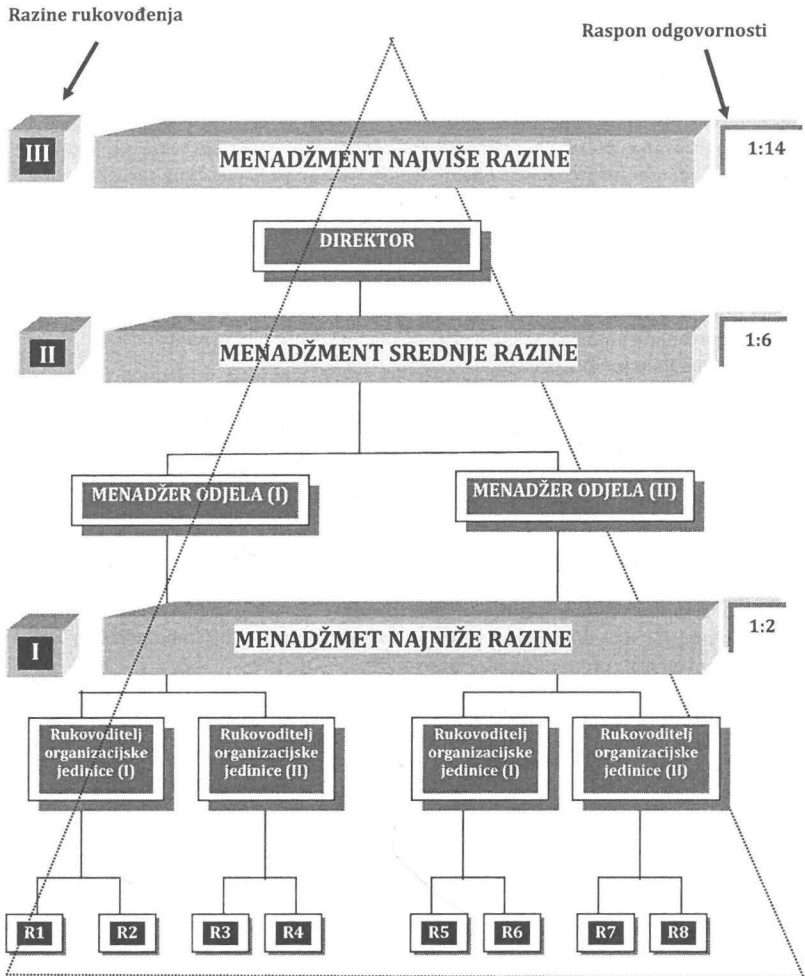 Razine rukovođenja
Raspon odgovornosti
III
MENADŽMENT NAJVIŠE RAZINE
1:14
DIREKTOR
II
MENADŽMENT SREDNJE RAZINE
1:6
MENADŽER ODJELA (I)
MENADŽER ODJELA (II)
I
MENADŽMET NAJNIŽE RAZINE
1:2
Rukovoditelj
organizacijske
jedinice (I)
Rukovoditelj
organizacijske
jedinice (II)
Rukovoditelj
organizacijske
jedinice (I)
Rukovoditelj
organizacijske
jedinice (II)
R1
R2
R3
R4
R5
R6
R7
R8